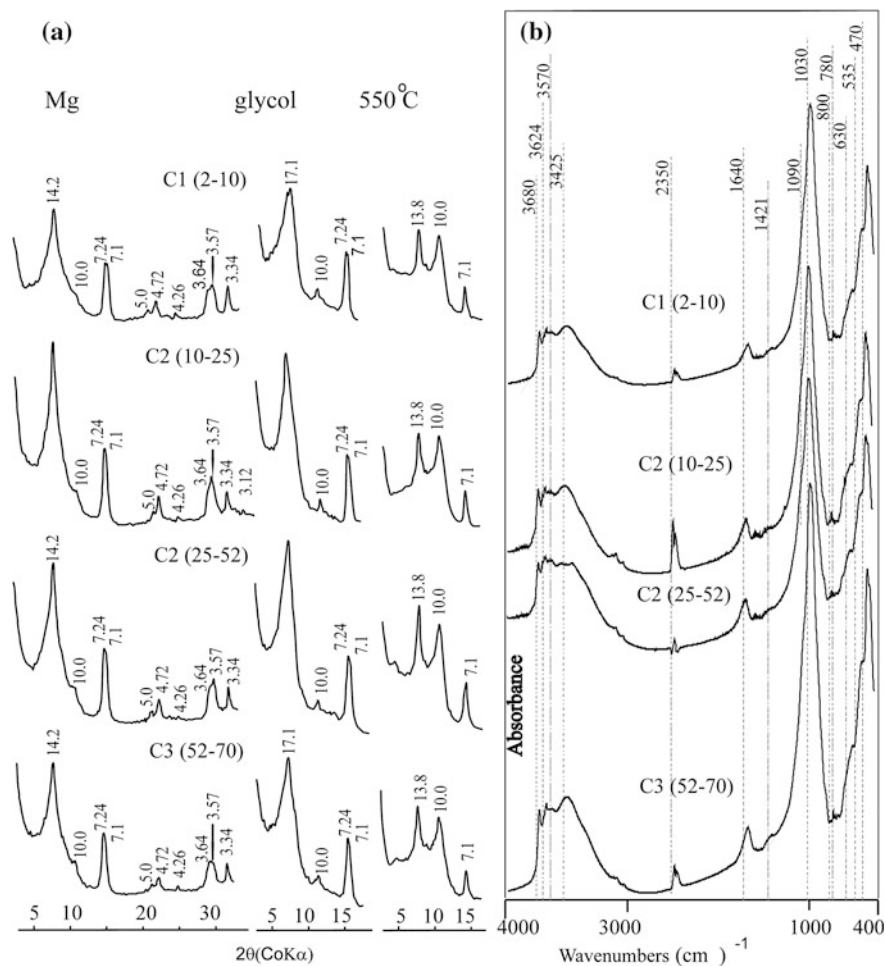 (a)
Mg glycol 550 °C
C1 (2-10)
14.2 10.0 7.24 7.1 5.0 4.72 4.26 3.64 3.57 3.34
17.1 10.0 7.24 7.1
13.8 10.0 7.1
C2 (10-25)
10.0 7.24 7.1 5.0 4.72 4.26 3.64 3.57 3.34 3.12
10.0 7.24 7.1
13.8 10.0 7.1
C2 (25-52)
14.2 10.0 7.24 7.1 5.0 4.72 4.26 3.64 3.57 3.34
10.0 7.24 7.1
13.8 10.0 7.1
C3 (52-70)
14.2 10.0 7.24 7.1 5.0 4.72 4.26 3.64 3.57 3.34
17.1 10.0 7.24 7.1
13.8 10.0 7.1
5 10 20 30 5 10 15 5 10 15
2θ(CoKα)
(b)
3680 3624 3570 3425 2350 1640 1421 1090 1030 800 780 630 535 470
C1 (2-10)
C2 (10-25)
C2 (25-52)
C3 (52-70)
Absorbance
4000 3000 1000 400
Wavenumbers (cm) -1